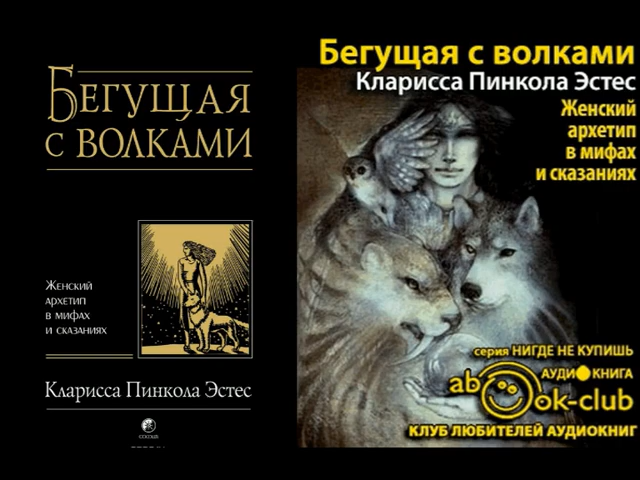 БЕГУЩАЯ
С ВОЛКАМИ
ЖЕНСКИЙ
АРХЕТИП
В МИФАХ
И СКАЗАНИЯХ
Кларисса Пинкола Эстес
СОФИЯ
Бегущая с волками
Кларисса Пинкола Эстес
Женский
архетип
в мифах
и сказаниях
серия НИГДЕ НЕ КУПИШЬ
АУДИОКНИГА
abook-club
КЛУБ ЛЮБИТЕЛЕЙ АУДИОКНИГ